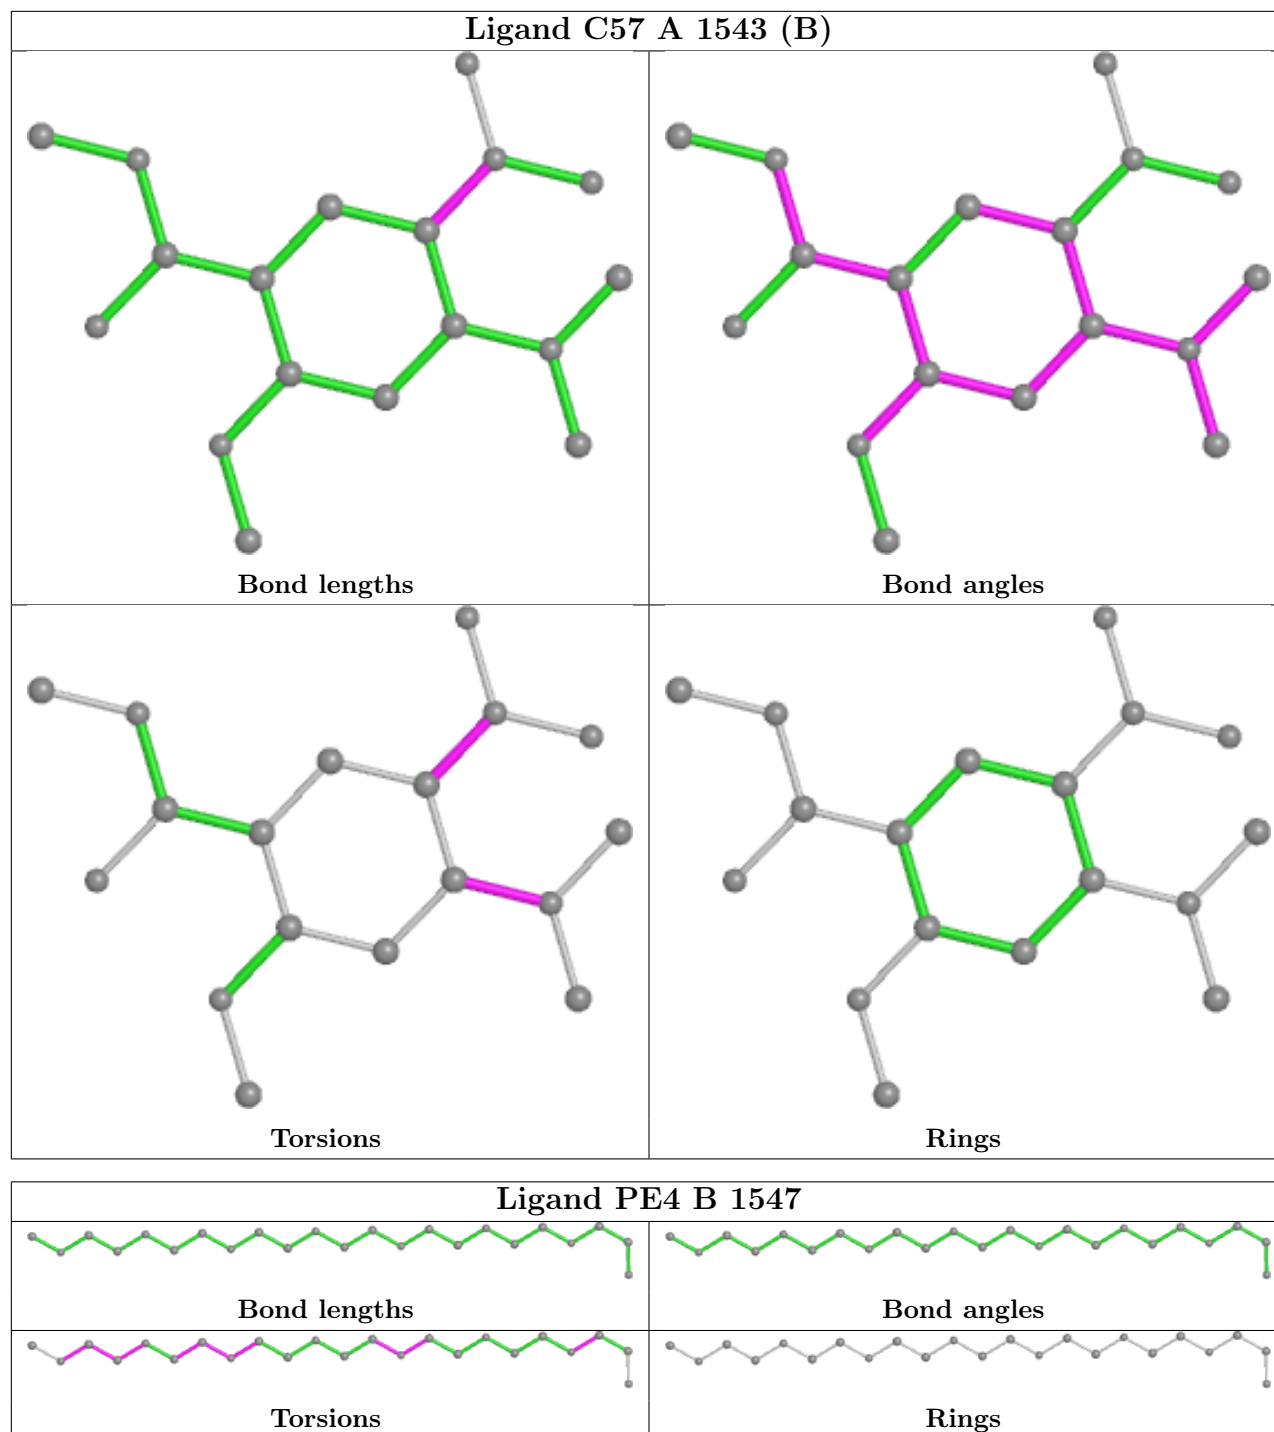 Ligand C57 A 1543 (B)
Bond lengths
Bond angles
Torsions
Rings
Ligand PE4 B 1547
Bond lengths
Bond angles
Torsions
Rings